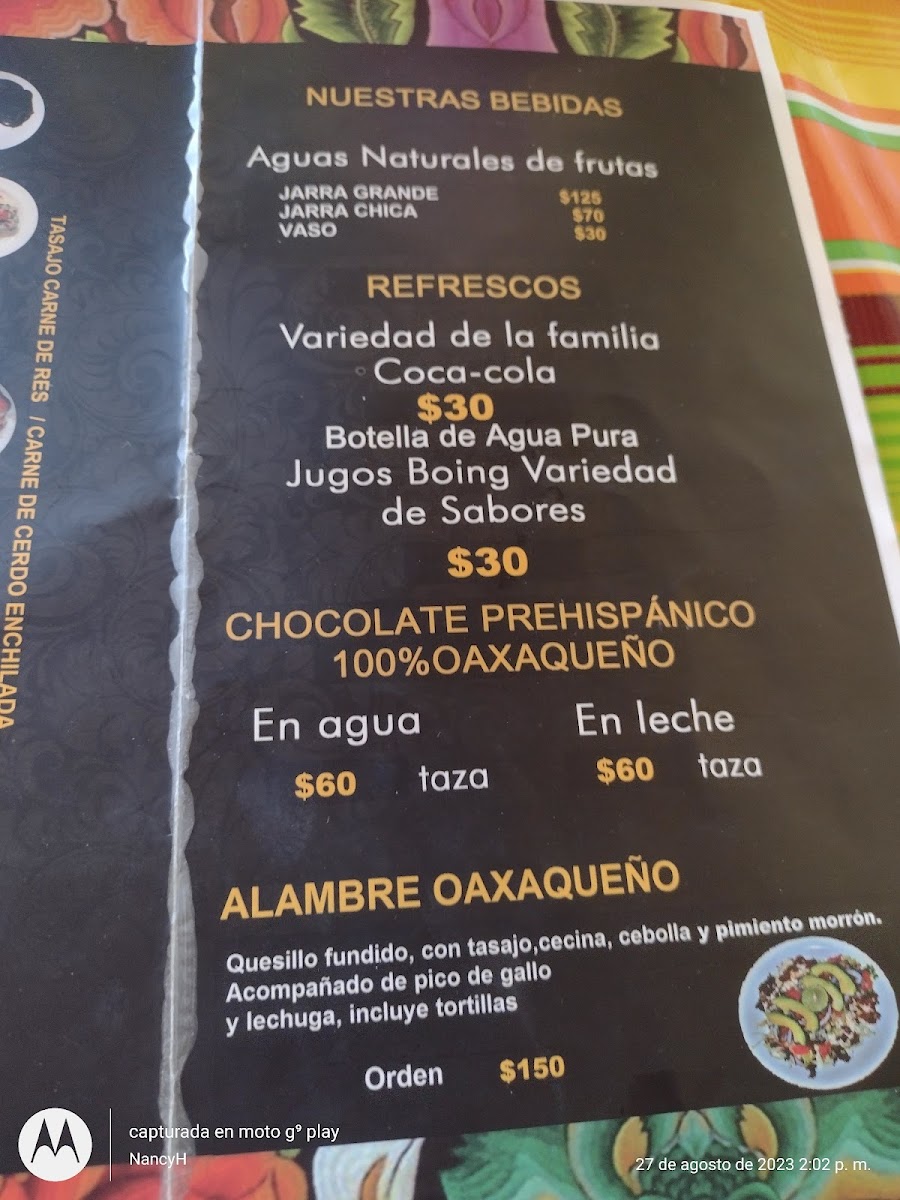 NUESTRAS BEBIDAS
Aguas Naturales de frutas
JARRA GRANDE $125
JARRA CHICA $70
VASO $30
REFRESCOS
Variedad de la familia
Coca-cola
$30
Botella de Agua Pura
Jugos Boing Variedad
de Sabores
$30
CHOCOLATE PREHISPÁNICO
100%OAXAQUEÑO
En agua En leche
$60 taza $60 taza
ALAMBRE OAXAQUEÑO
Quesillo fundido, con tasajo,cecina, cebolla y pimiento morrón.
Acompañado de pico de gallo
y lechuga, incluye tortillas
Orden $150
TASAJO CARNE DE RES / CARNE DE CERDO ENCHILADA
capturada en moto g⁹ play
NancyH
27 de agosto de 2023 2:02 p. m.